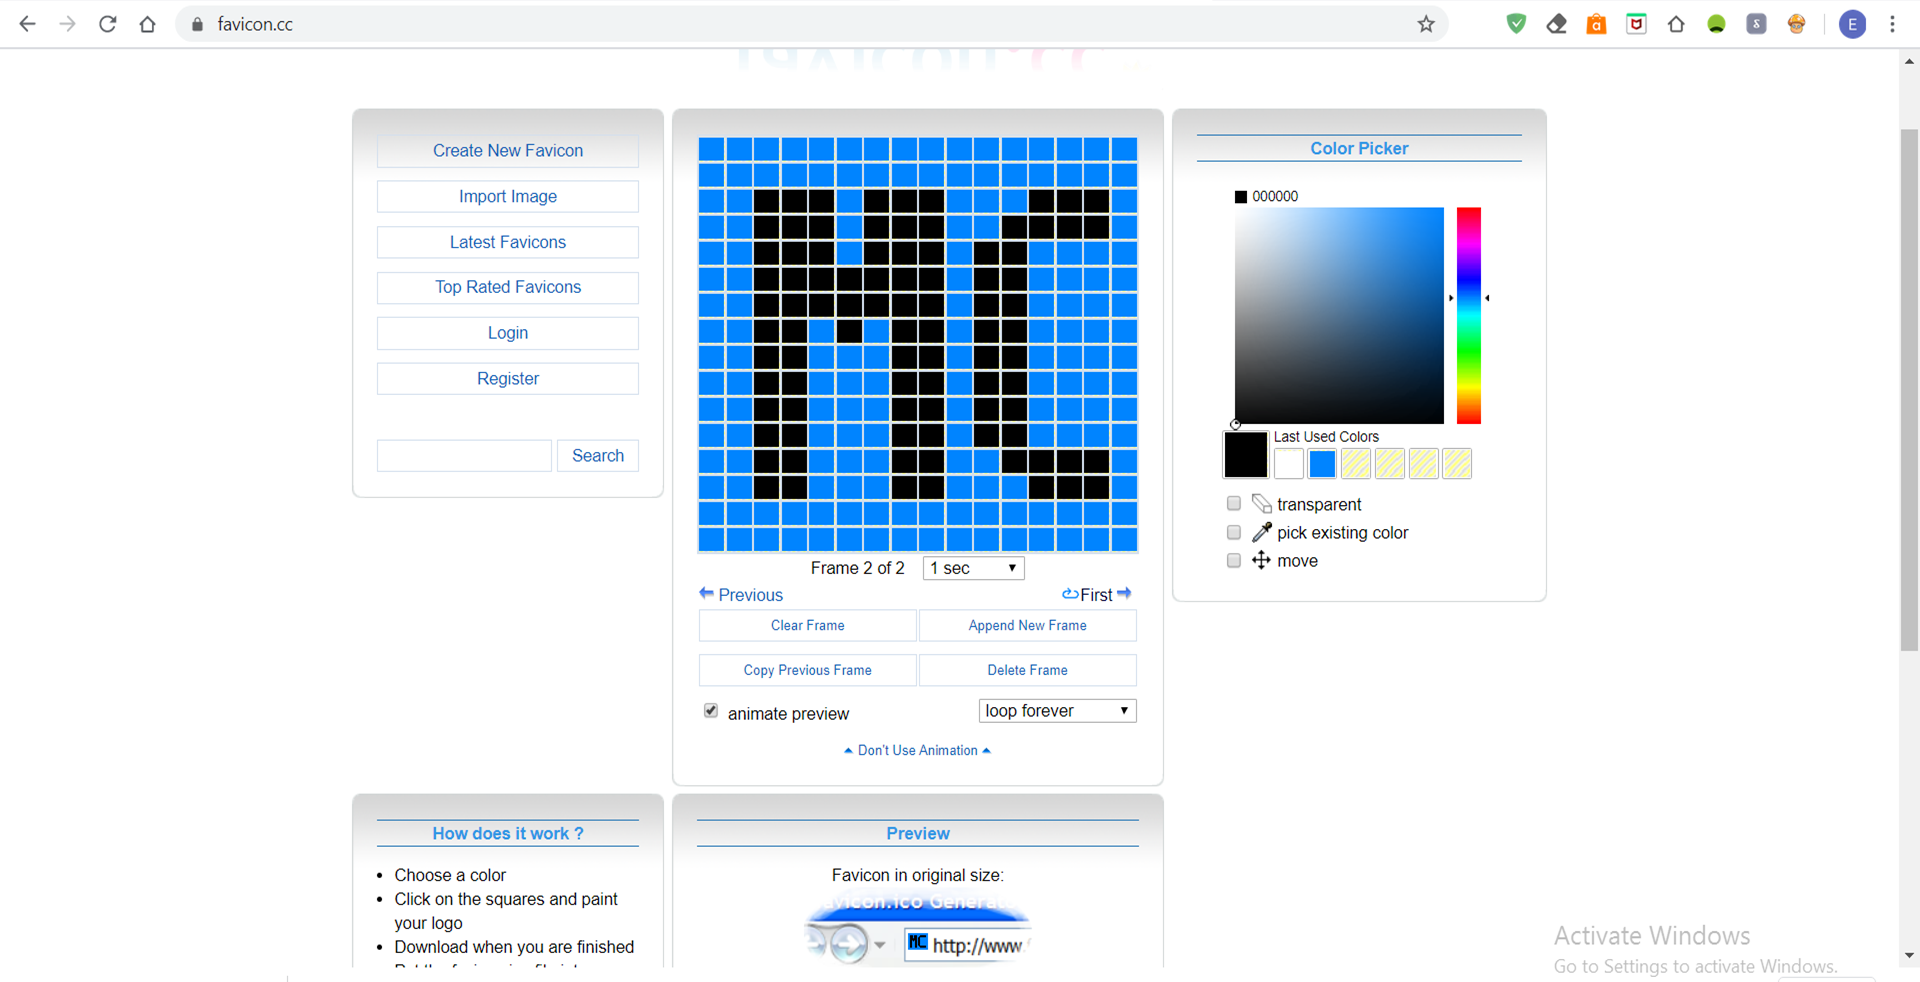 favicon.cc
E
Create New Favicon
Import Image
Latest Favicons
Top Rated Favicons
Login
Register
Search
MC
Frame 2 of 2
1 sec
Previous
First
Clear Frame
Append New Frame
Copy Previous Frame
Delete Frame
animate preview
loop forever
Don't Use Animation
Color Picker
000000
Last Used Colors
transparent
pick existing color
move
How does it work ?
Choose a color
Click on the squares and paint
your logo
Download when you are finished
Preview
Favicon in original size:
MC http://www.
Activate Windows
Go to Settings to activate Windows.